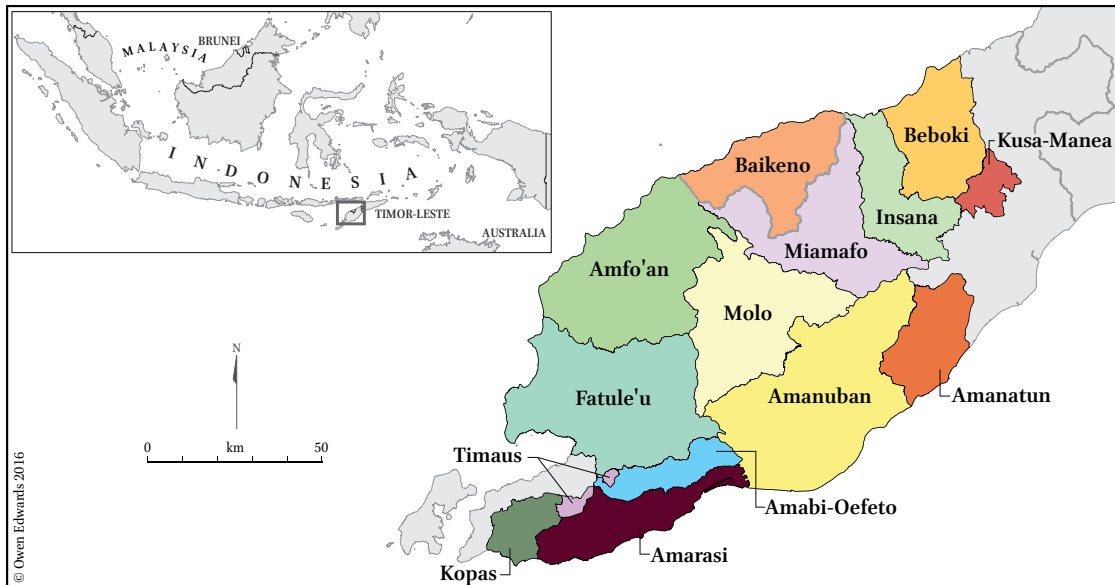 MALAYSIA
BRUNEI
INDONESIA
TIMOR-LESTE
AUSTRALIA
Beboki
Kusa-Manea
Baikeno
Insana
Miamafo
Amfo'an
Molo
N
Fatule'u
Amanuban
Amanatun
0 km 50
Timaus
Amabi-Oefeto
Amarasi
Kopas
© Owen Edwards 2016